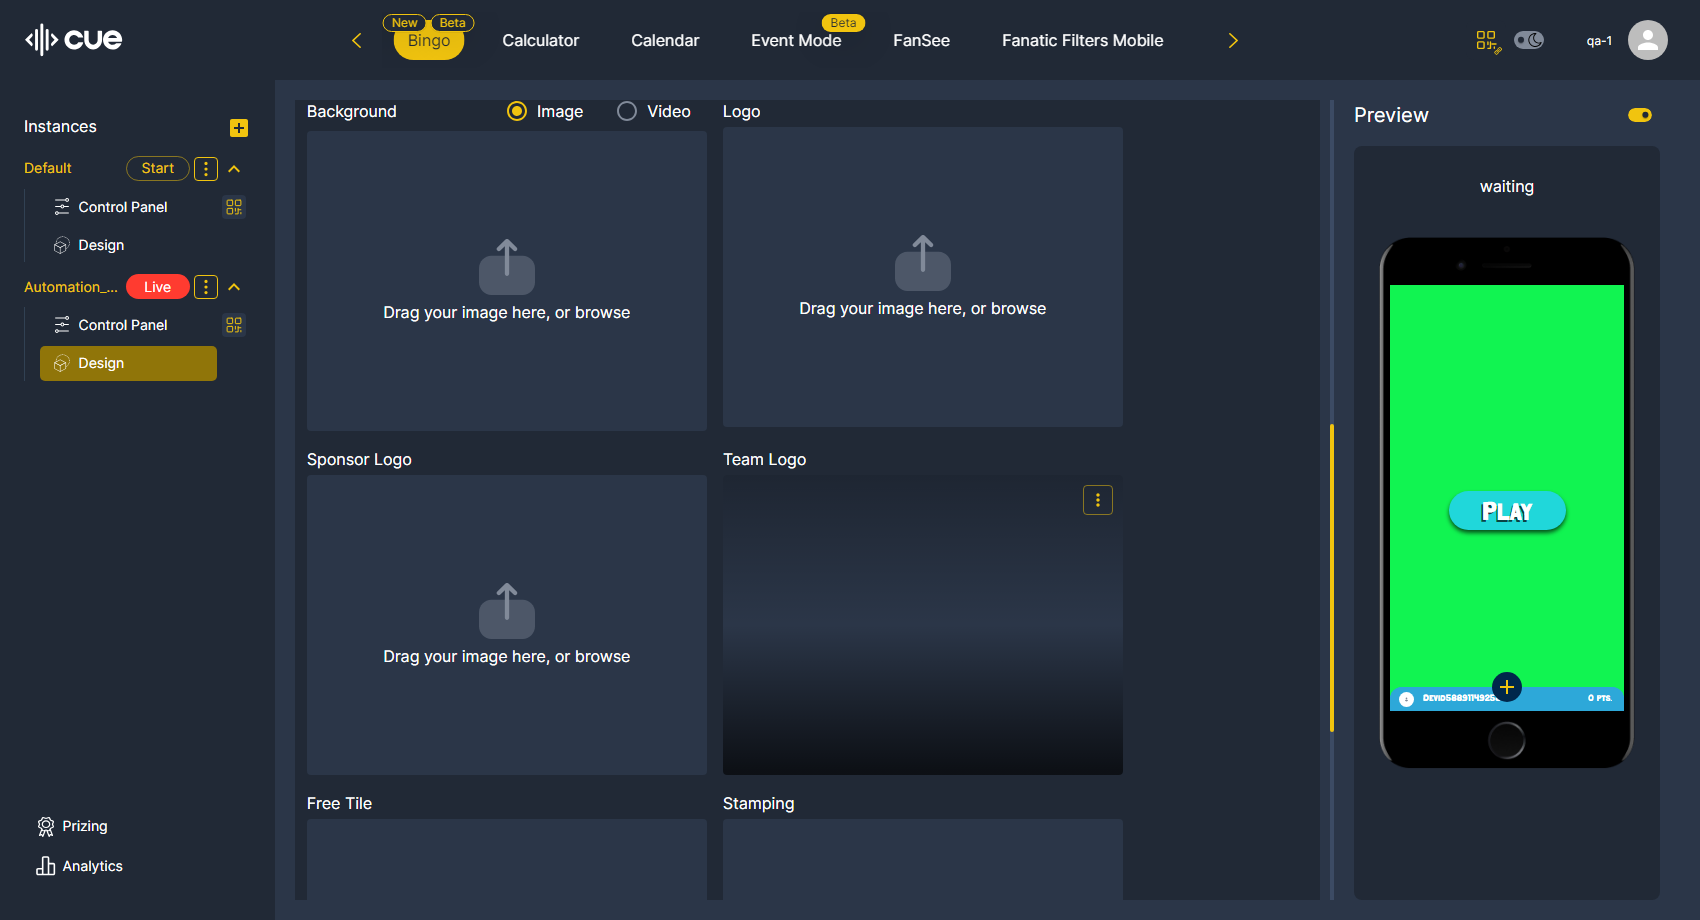 cue
New Beta
Bingo
Calculator
Calendar
Beta
Event Mode
FanSee
Fanatic Filters Mobile
qa-1
Instances
Default Start
Control Panel
Design
Automation_... Live
Control Panel
Design
Prizing
Analytics
Background Image Video
Drag your image here, or browse
Logo
Drag your image here, or browse
Sponsor Logo
Drag your image here, or browse
Team Logo
Free Tile
Stamping
Preview
waiting
PLAY
0 PTS.